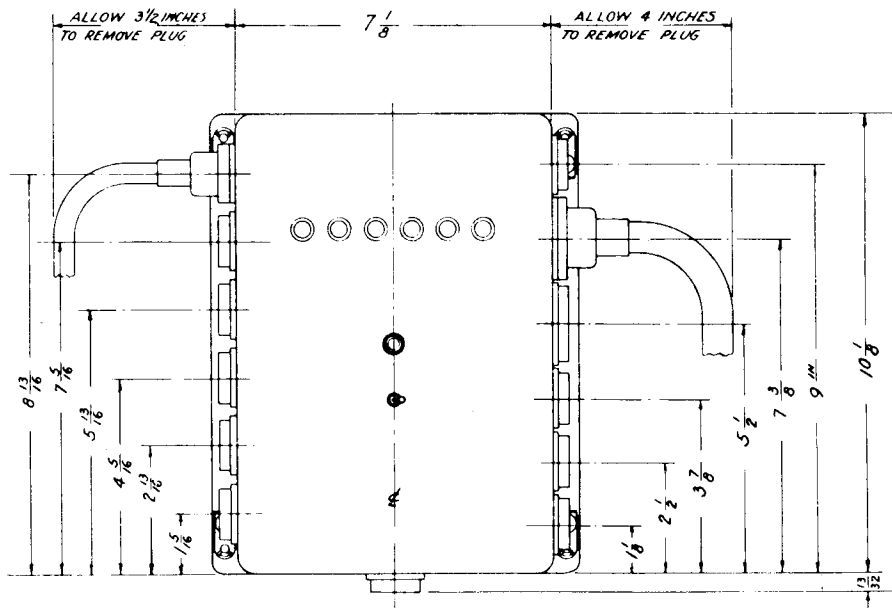 ALLOW 3 1/2 INCHES
TO REMOVE PLUG
7 1/8
ALLOW 4 INCHES
TO REMOVE PLUG
8 13/16
7 5/16
5 13/16
4 5/16
2 13/16
1 5/16
1 1/8
2 1/2
3 7/8
5 1/2
7 3/8
9 IN
10 1/8
13/32